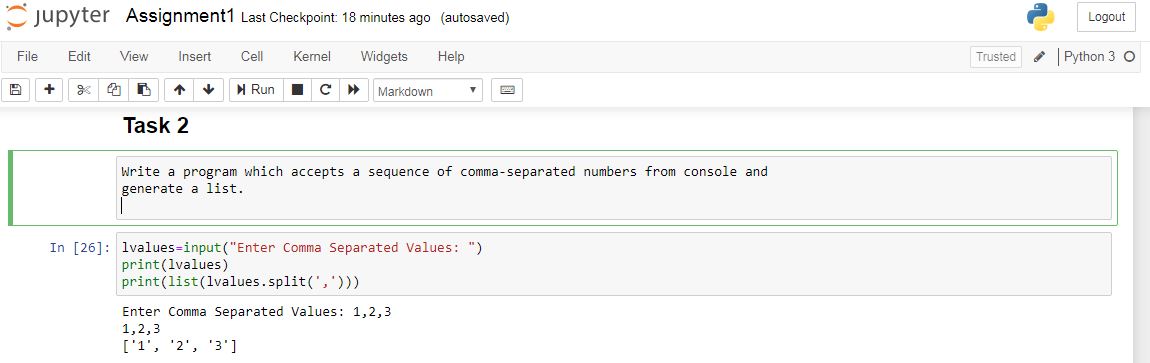 jupyter Assignment1 Last Checkpoint: 18 minutes ago (autosaved) Logout
File Edit View Insert Cell Kernel Widgets Help Trusted Python 3
Run Markdown
Task 2
Write a program which accepts a sequence of comma-separated numbers from console and
generate a list.
In [26]: lvalues=input("Enter Comma Separated Values: ")
print(lvalues)
print(list(lvalues.split(',')))
Enter Comma Separated Values: 1,2,3
1,2,3
['1', '2', '3']